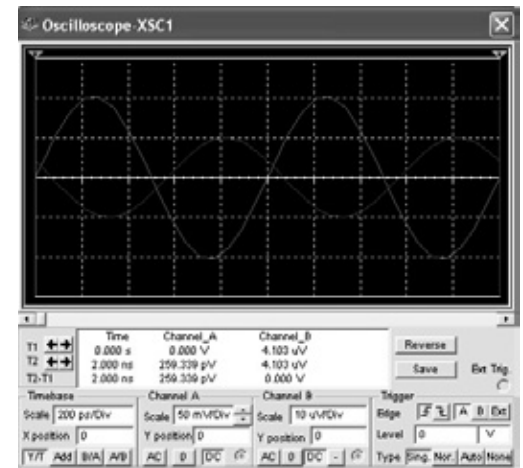 Oscilloscope-XSC1
Time Channel_A Channel_B
T1 0.000 s 0.000 V 4.103 uV
T2 2.000 ns 259.339 pV 4.103 uV
T2-T1 2.000 ns 259.339 pV 0.000 V
Reverse
Save
Ext Trig.
Timebase
Scale 200 ps/Div
X position 0
Y/T Add B/A A/B
Channel A
Scale 50 mV/Div
Y position 0
AC 0 DC
Channel B
Scale 10 uV/Div
Y position 0
AC 0 DC -
Trigger
Edge A B Ext
Level 0 V
Type Sing. Nor. Auto None